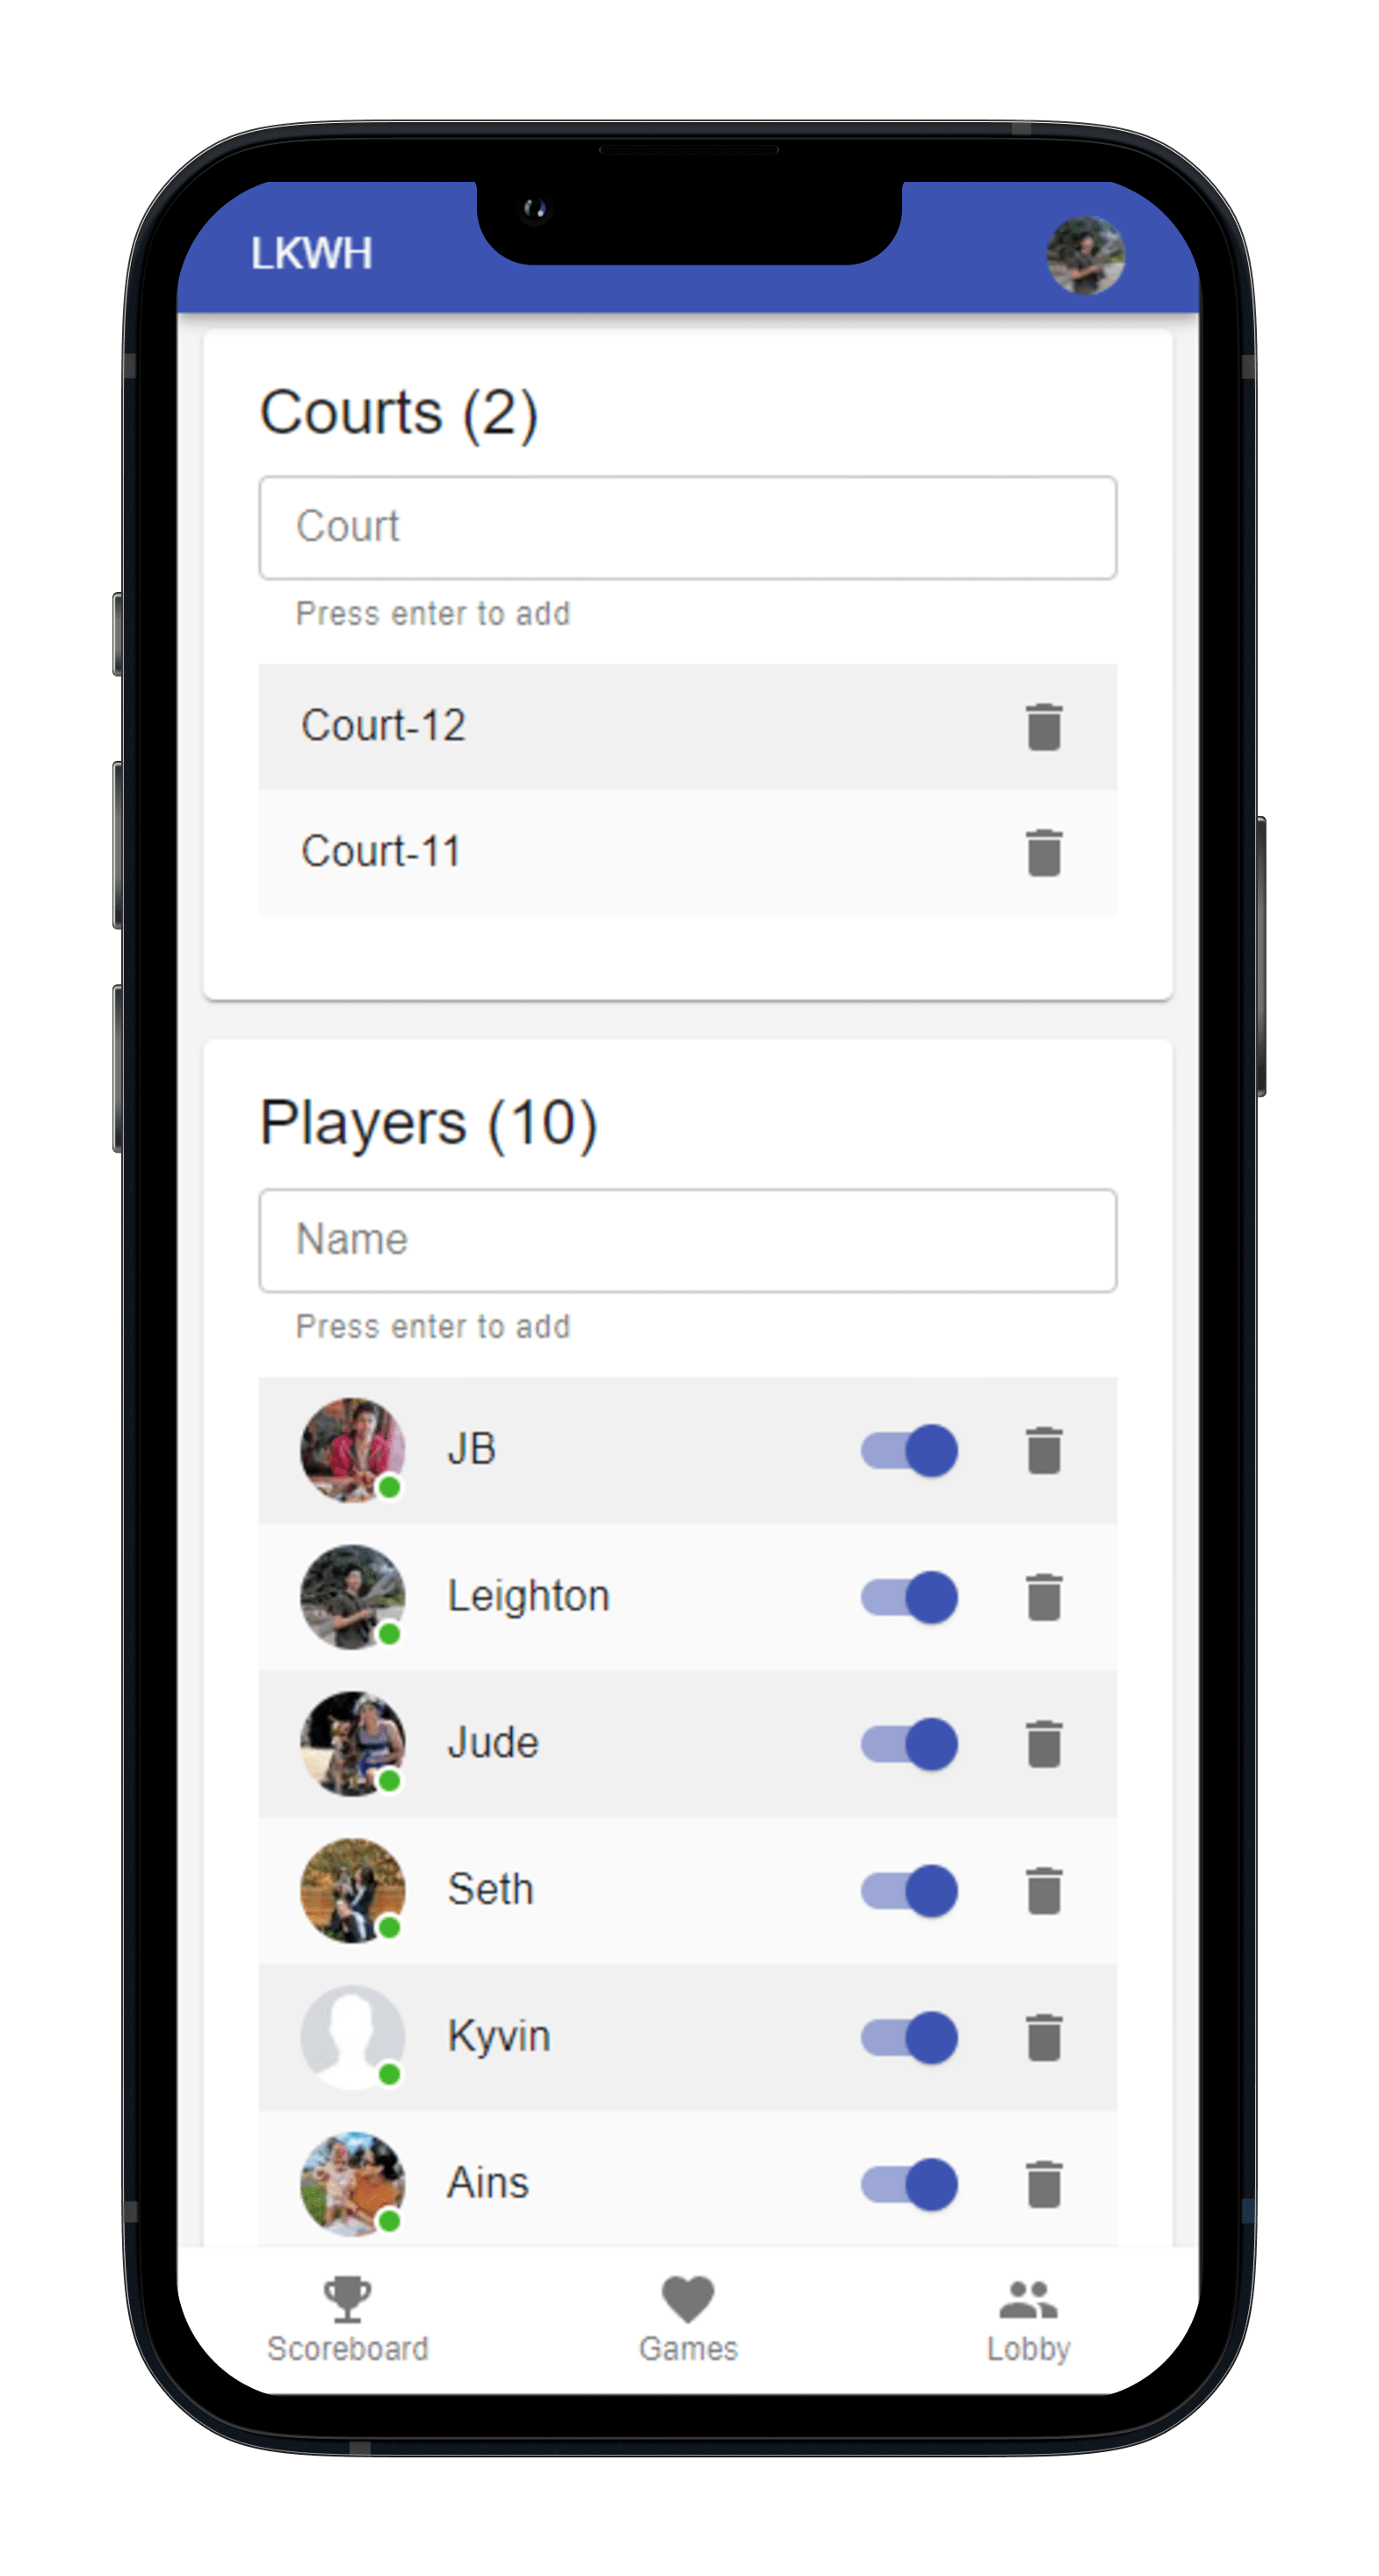 LKWH
Courts (2)
Court
Press enter to add
Court-12
Court-11
Players (10)
Name
Press enter to add
JB
Leighton
Jude
Seth
Kyvin
Ains
Scoreboard
Games
Lobby